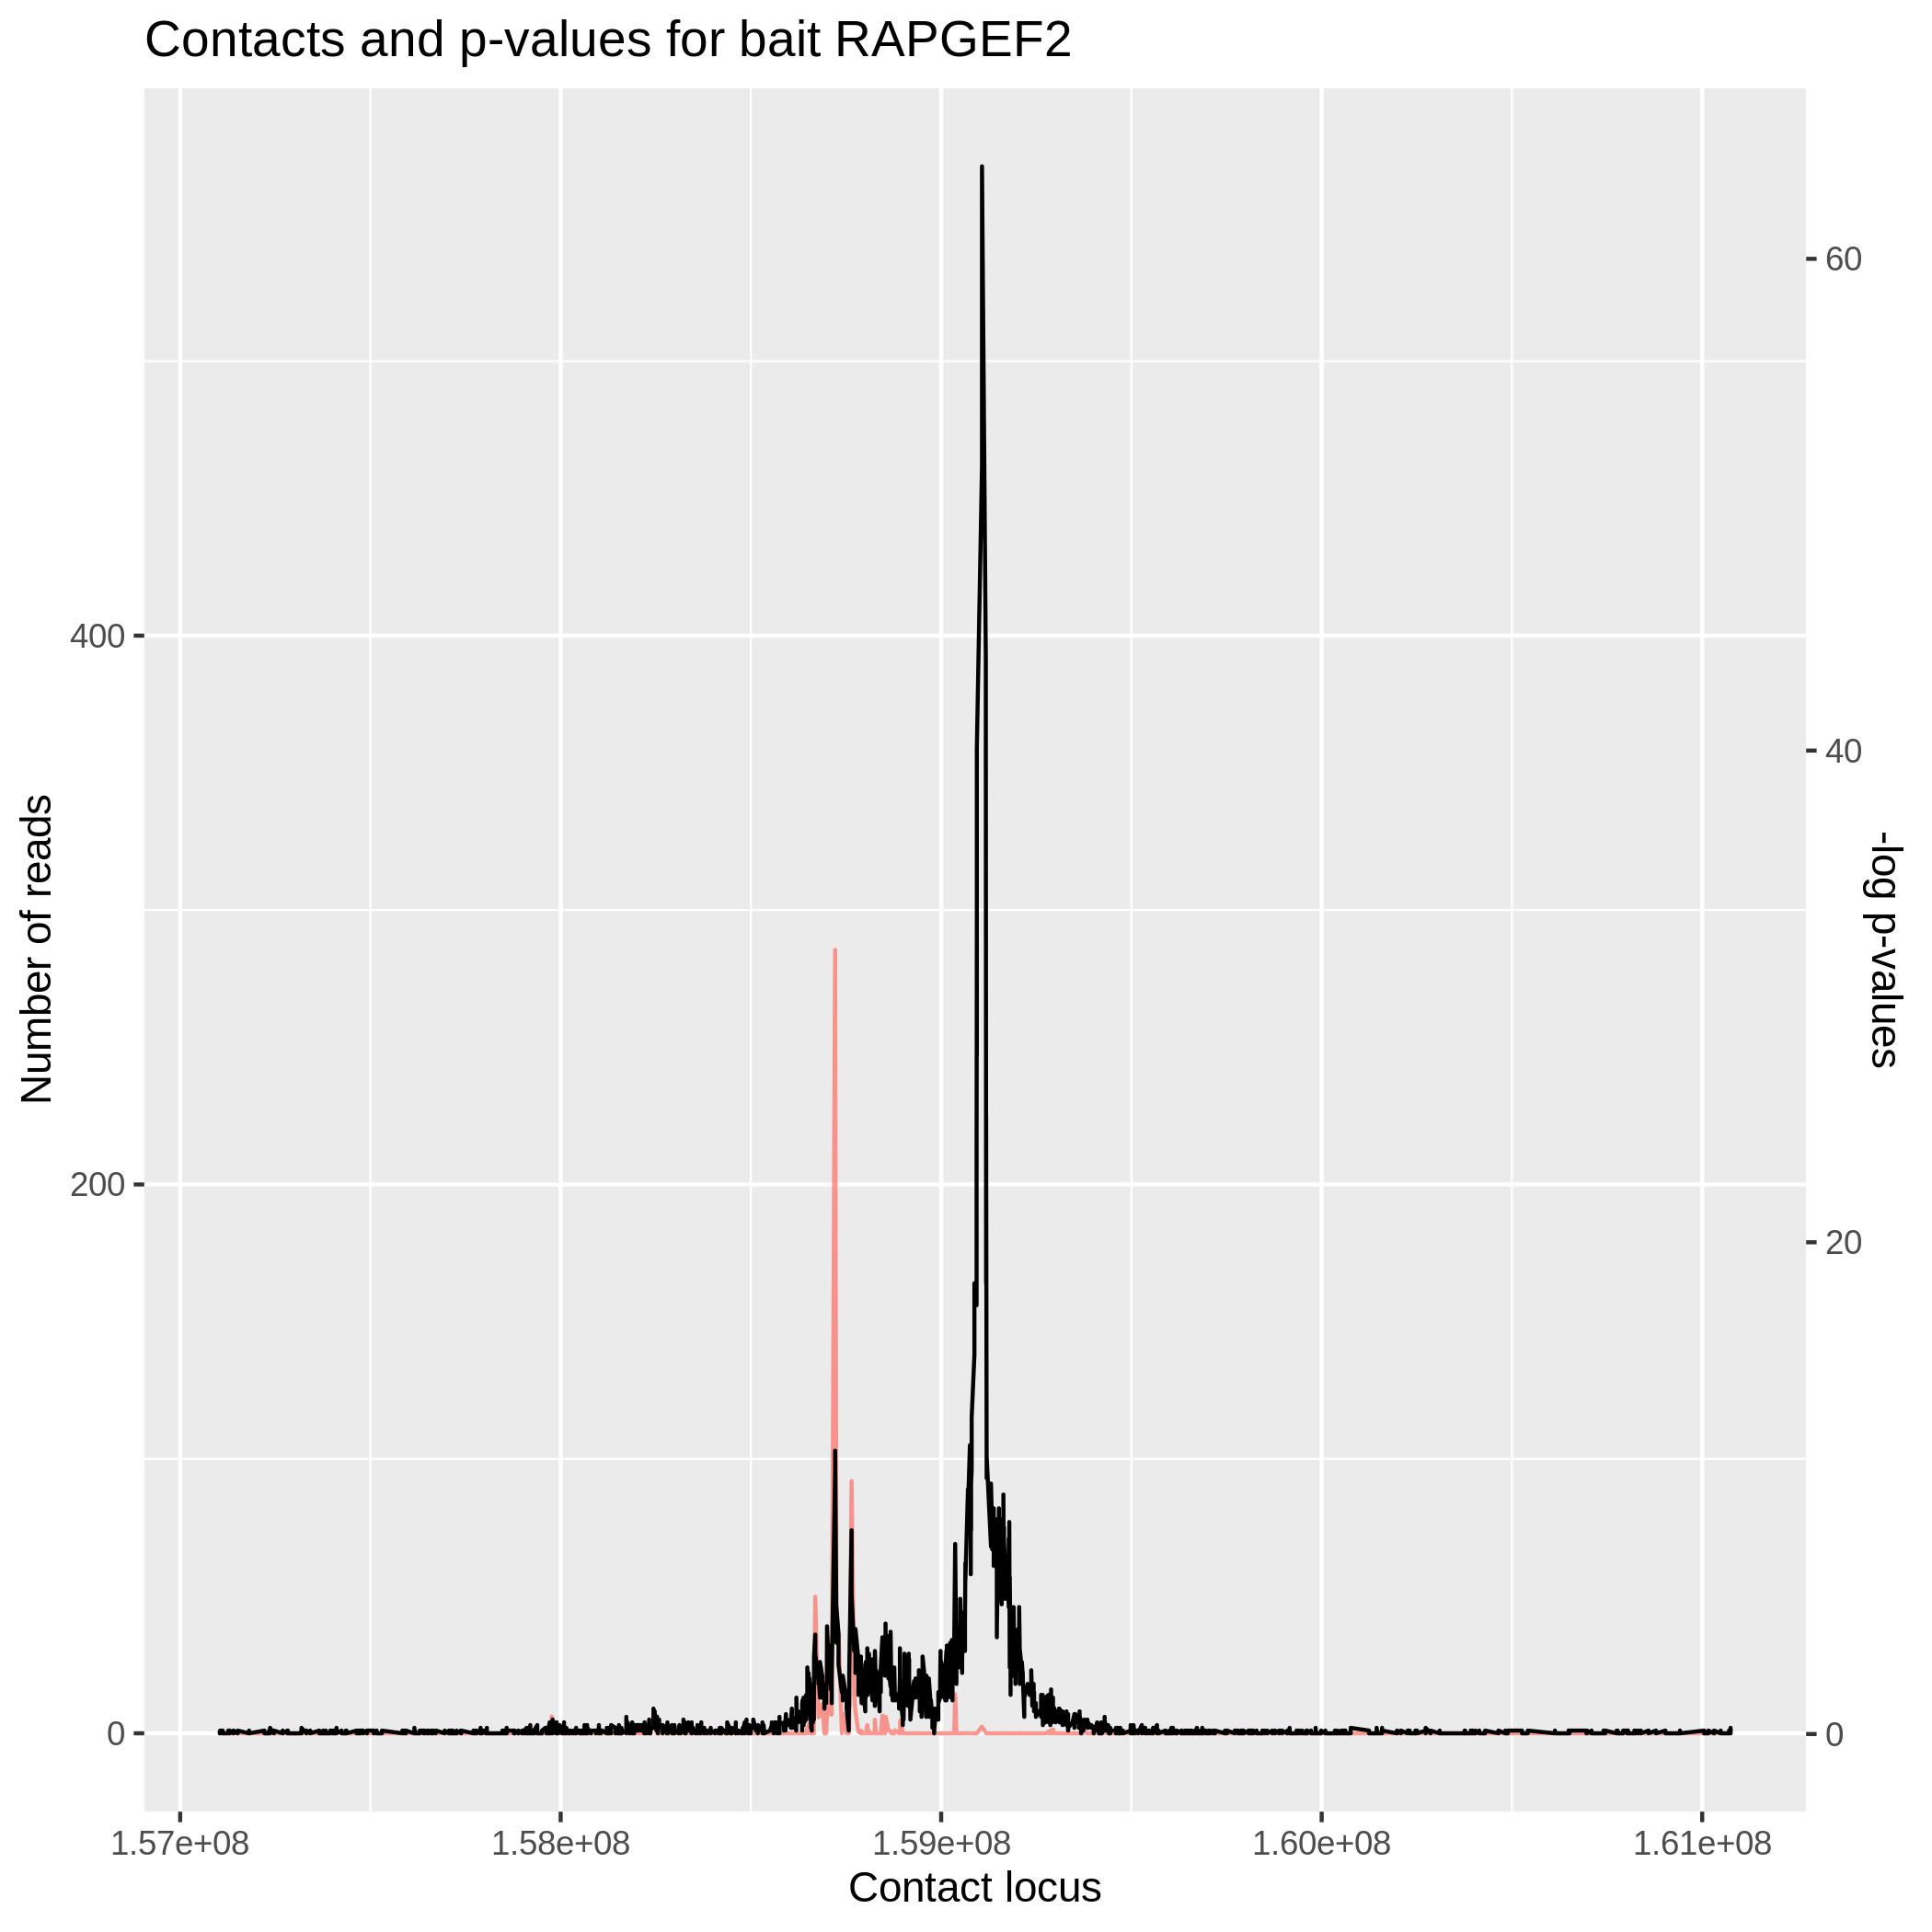 Contacts and p-values for bait RAPGEF2
Number of reads
400
200
0
60
40
20
0
-log p-values
1.57e+08
1.58e+08
1.59e+08
1.60e+08
1.61e+08
Contact locus